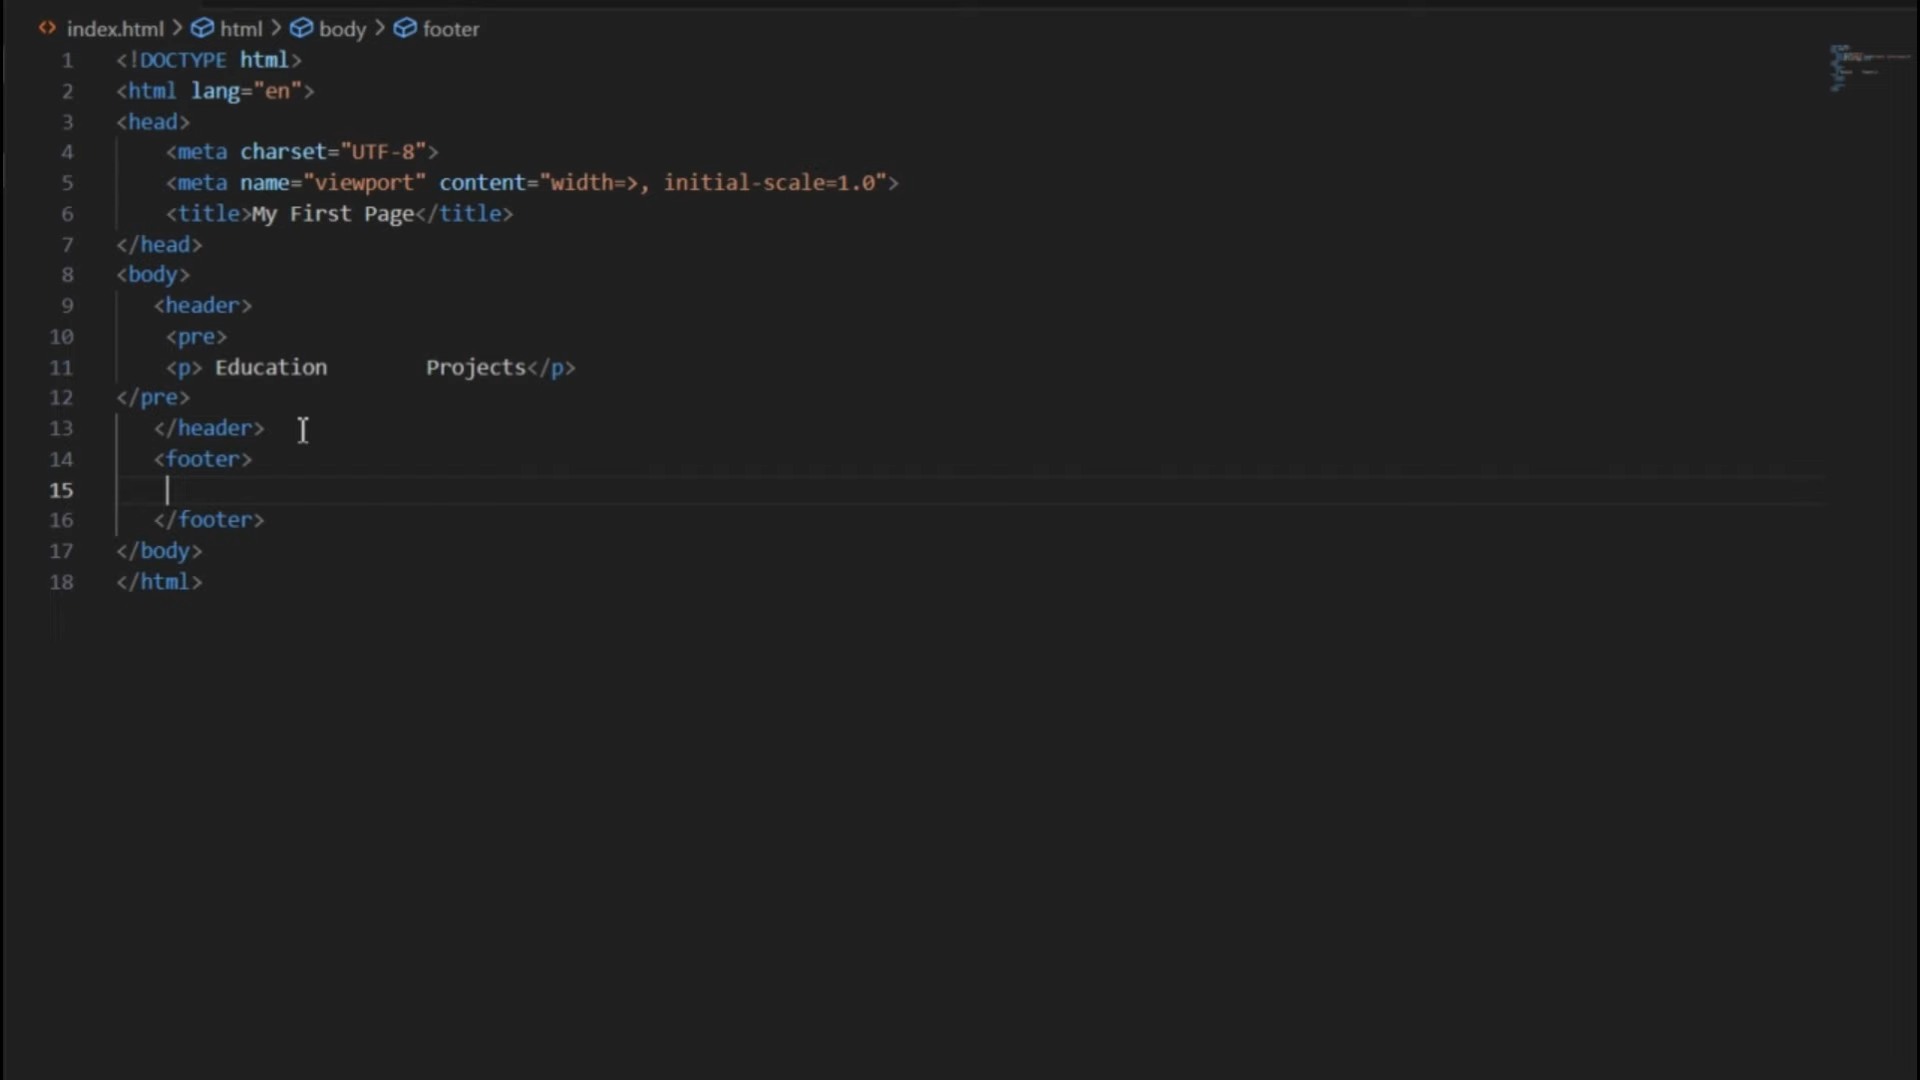 index.html > html > body > footer
1 <!DOCTYPE html>
2 <html lang="en">
3 <head>
4     <meta charset="UTF-8">
5     <meta name="viewport" content="width=>, initial-scale=1.0">
6     <title>My First Page</title>
7 </head>
8 <body>
9    <header>
10     <pre>
11     <p> Education        Projects</p>
12 </pre>
13    </header>
14    <footer>
15
16    </footer>
17 </body>
18 </html>